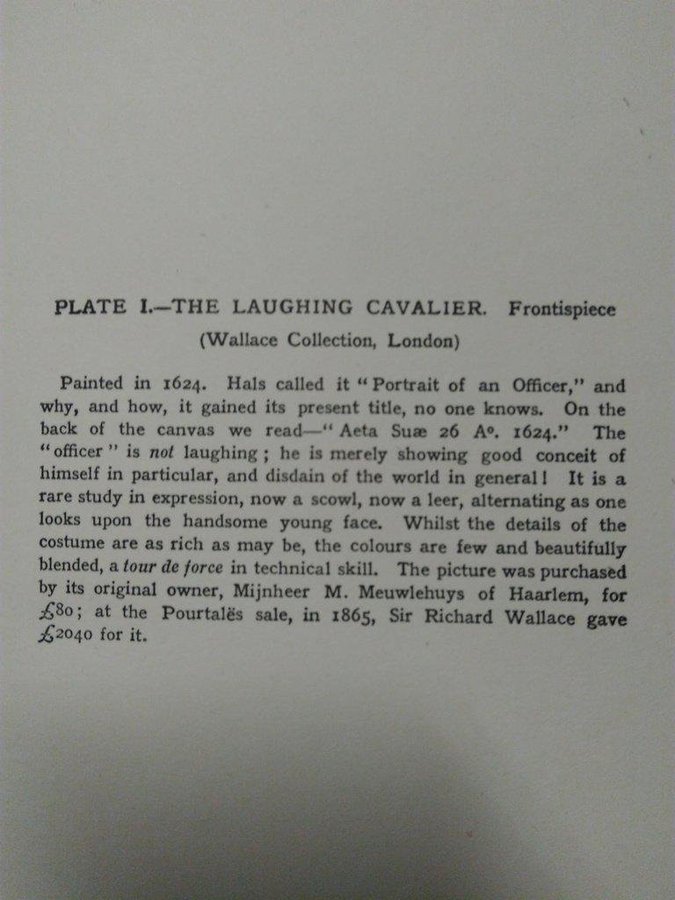 PLATE I.—THE LAUGHING CAVALIER. Frontispiece
(Wallace Collection, London)
Painted in 1624. Hals called it "Portrait of an Officer," and
why, and how, it gained its present title, no one knows. On the
back of the canvas we read—"Aeta Suæ 26 Aº. 1624." The
"officer" is not laughing; he is merely showing good conceit of
himself in particular, and disdain of the world in general! It is a
rare study in expression, now a scowl, now a leer, alternating as one
looks upon the handsome young face. Whilst the details of the
costume are as rich as may be, the colours are few and beautifully
blended, a tour de force in technical skill. The picture was purchased
by its original owner, Mijnheer M. Meuwlehuys of Haarlem, for
£80; at the Pourtalës sale, in 1865, Sir Richard Wallace gave
£2040 for it.